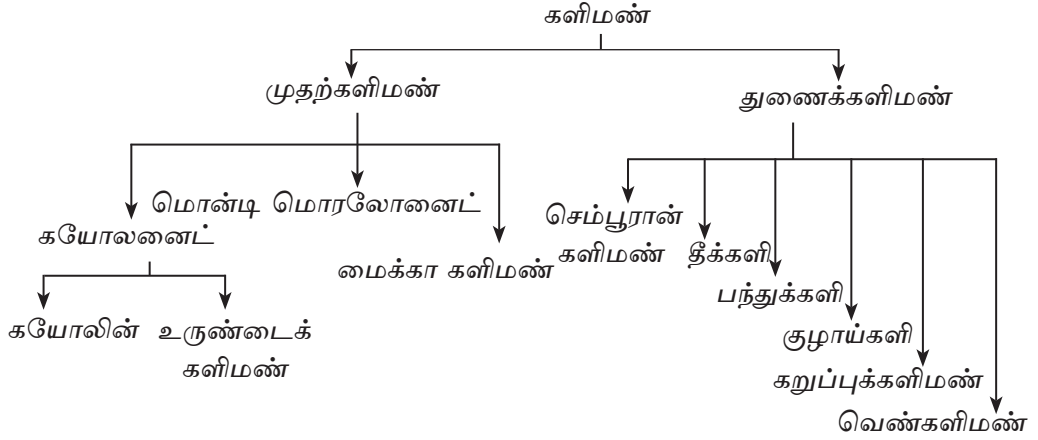 களிமண்
முதற்களிமண்
துணைக்களிமண்
மொன்டி மொரலோனைட்
கயோலனைட்
மைக்கா களிமண்
கயோலின்
உருண்டைக்
களிமண்
செம்பூரான்
களிமண்
தீக்களி
பந்துக்களி
குழாய்களி
கறுப்புக்களிமண்
வெண்களிமண்